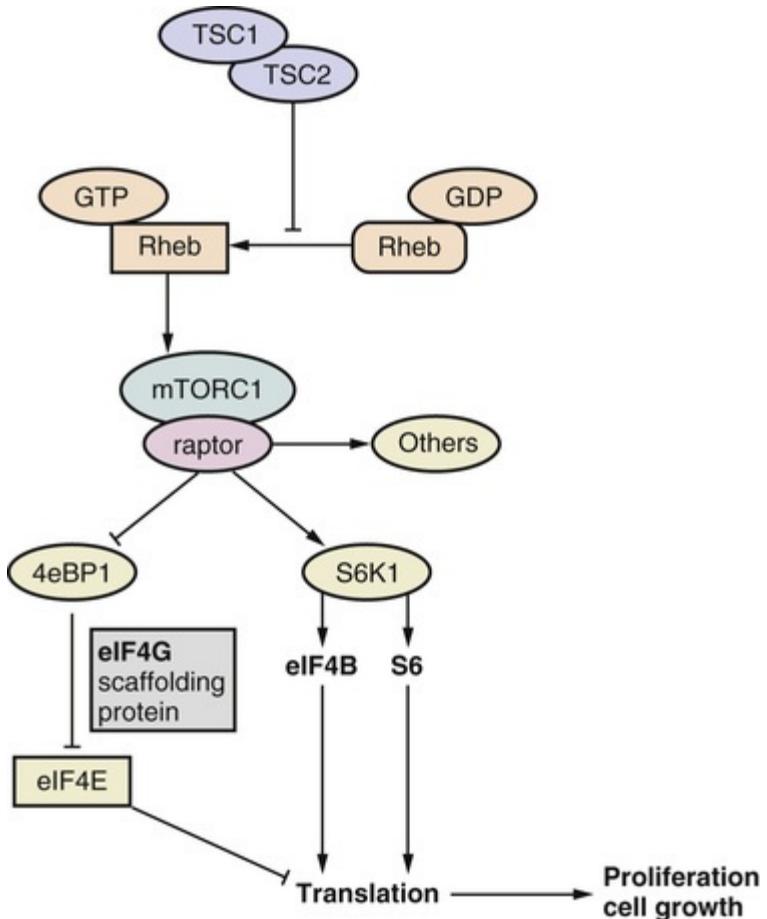 TSC1
TSC2
GTP
GDP
Rheb
Rheb
mTORC1
raptor
Others
4eBP1
S6K1
eIF4G
scaffolding
protein
eIF4B
S6
eIF4E
Translation
Proliferation
cell growth